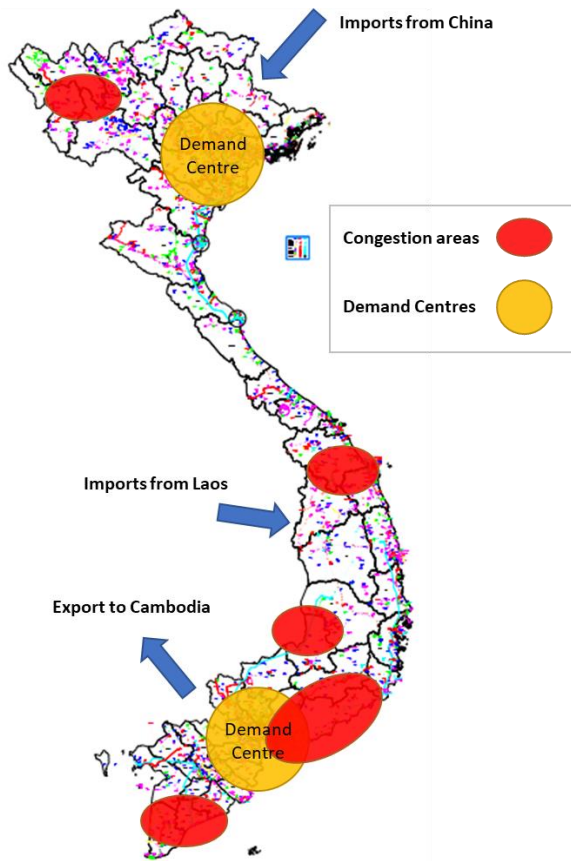 Imports from China
Demand
Centre
Congestion areas
Demand Centres
Imports from Laos
Export to Cambodia
Demand
Centre